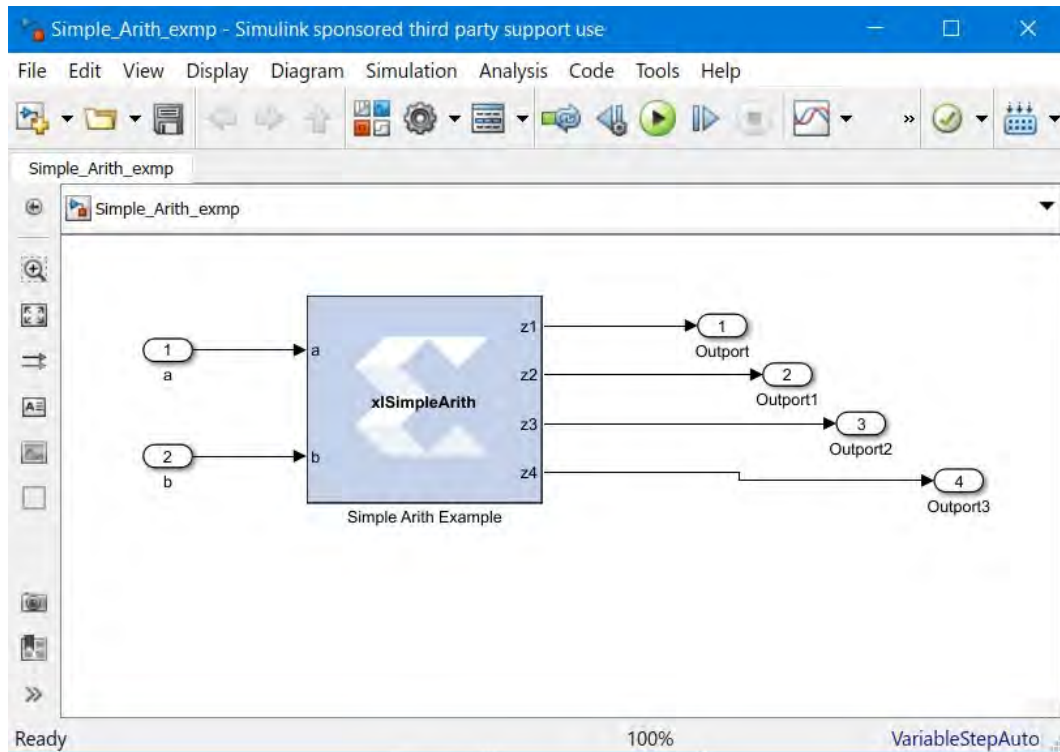 Simple_Arith_exmp - Simulink sponsored third party support use
File Edit View Display Diagram Simulation Analysis Code Tools Help
Simple_Arith_exmp
Simple_Arith_exmp
1
a
2
b
a
b
xlSimpleArith
z1
z2
z3
z4
Simple Arith Example
1
Outport
2
Outport1
3
Outport2
4
Outport3
Ready 100% VariableStepAuto